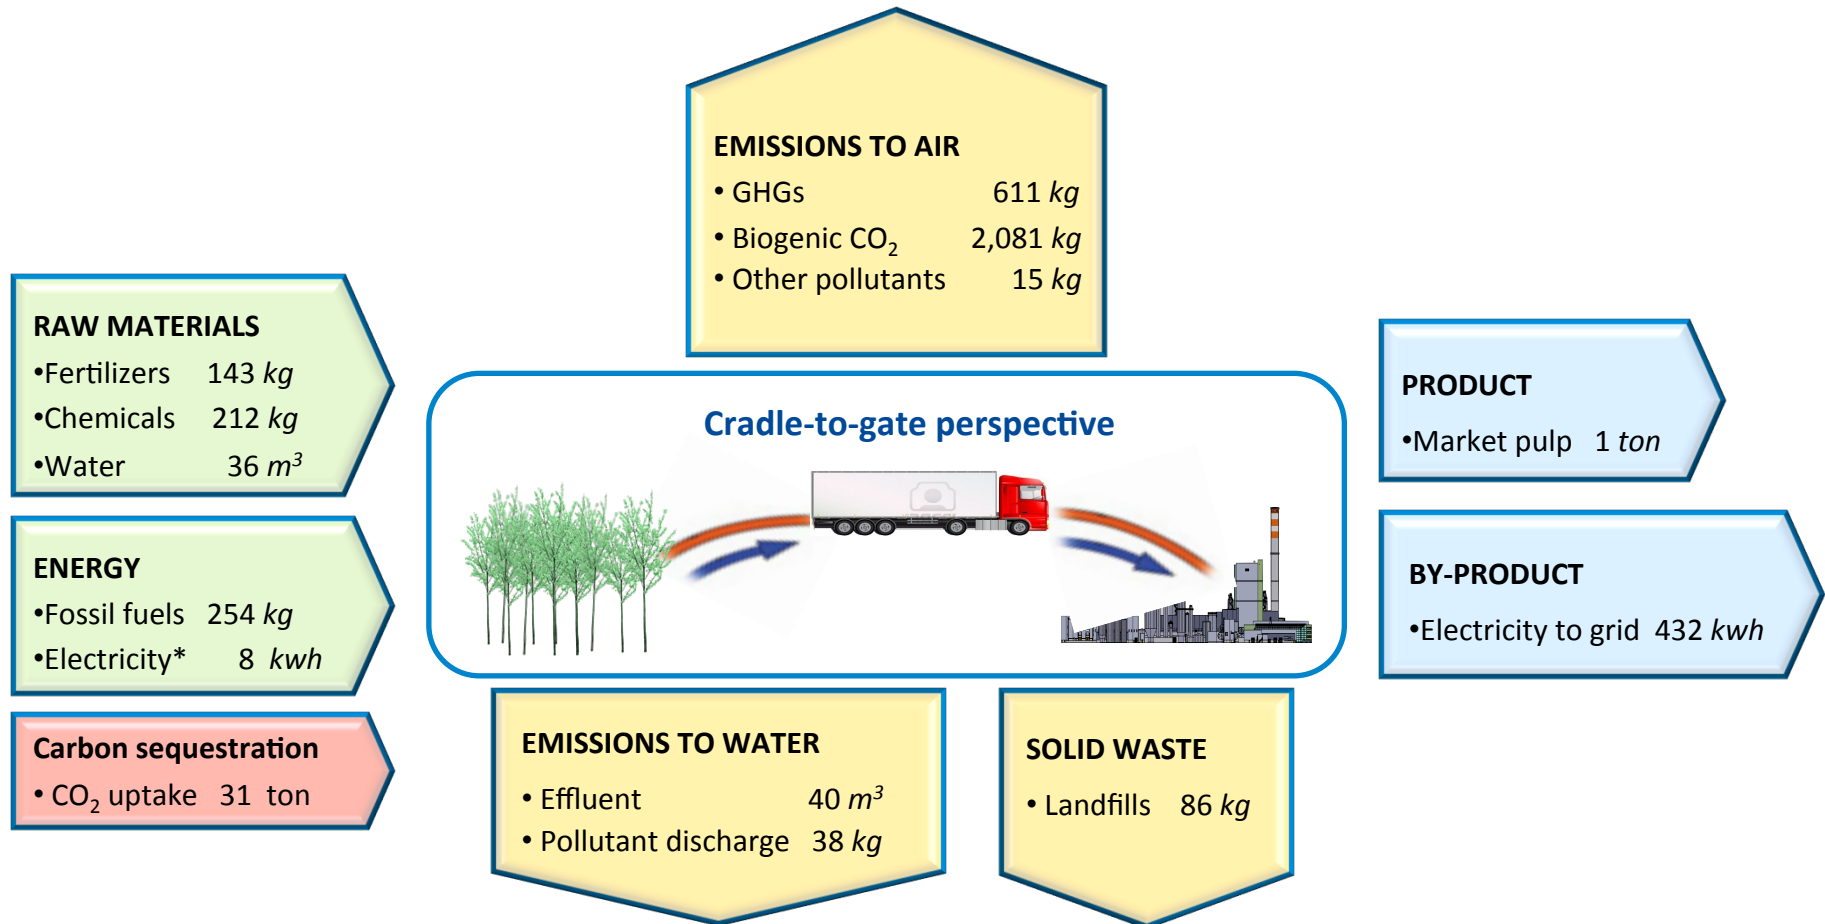 EMISSIONS TO AIR
• GHGs 611 kg
• Biogenic CO₂ 2,081 kg
• Other pollutants 15 kg
RAW MATERIALS
•Fertilizers 143 kg
•Chemicals 212 kg
•Water 36 m³
ENERGY
•Fossil fuels 254 kg
•Electricity* 8 kwh
Carbon sequestration
• CO₂ uptake 31 ton
Cradle-to-gate perspective
PRODUCT
•Market pulp 1 ton
BY-PRODUCT
•Electricity to grid 432 kwh
EMISSIONS TO WATER
• Effluent 40 m³
• Pollutant discharge 38 kg
SOLID WASTE
• Landfills 86 kg